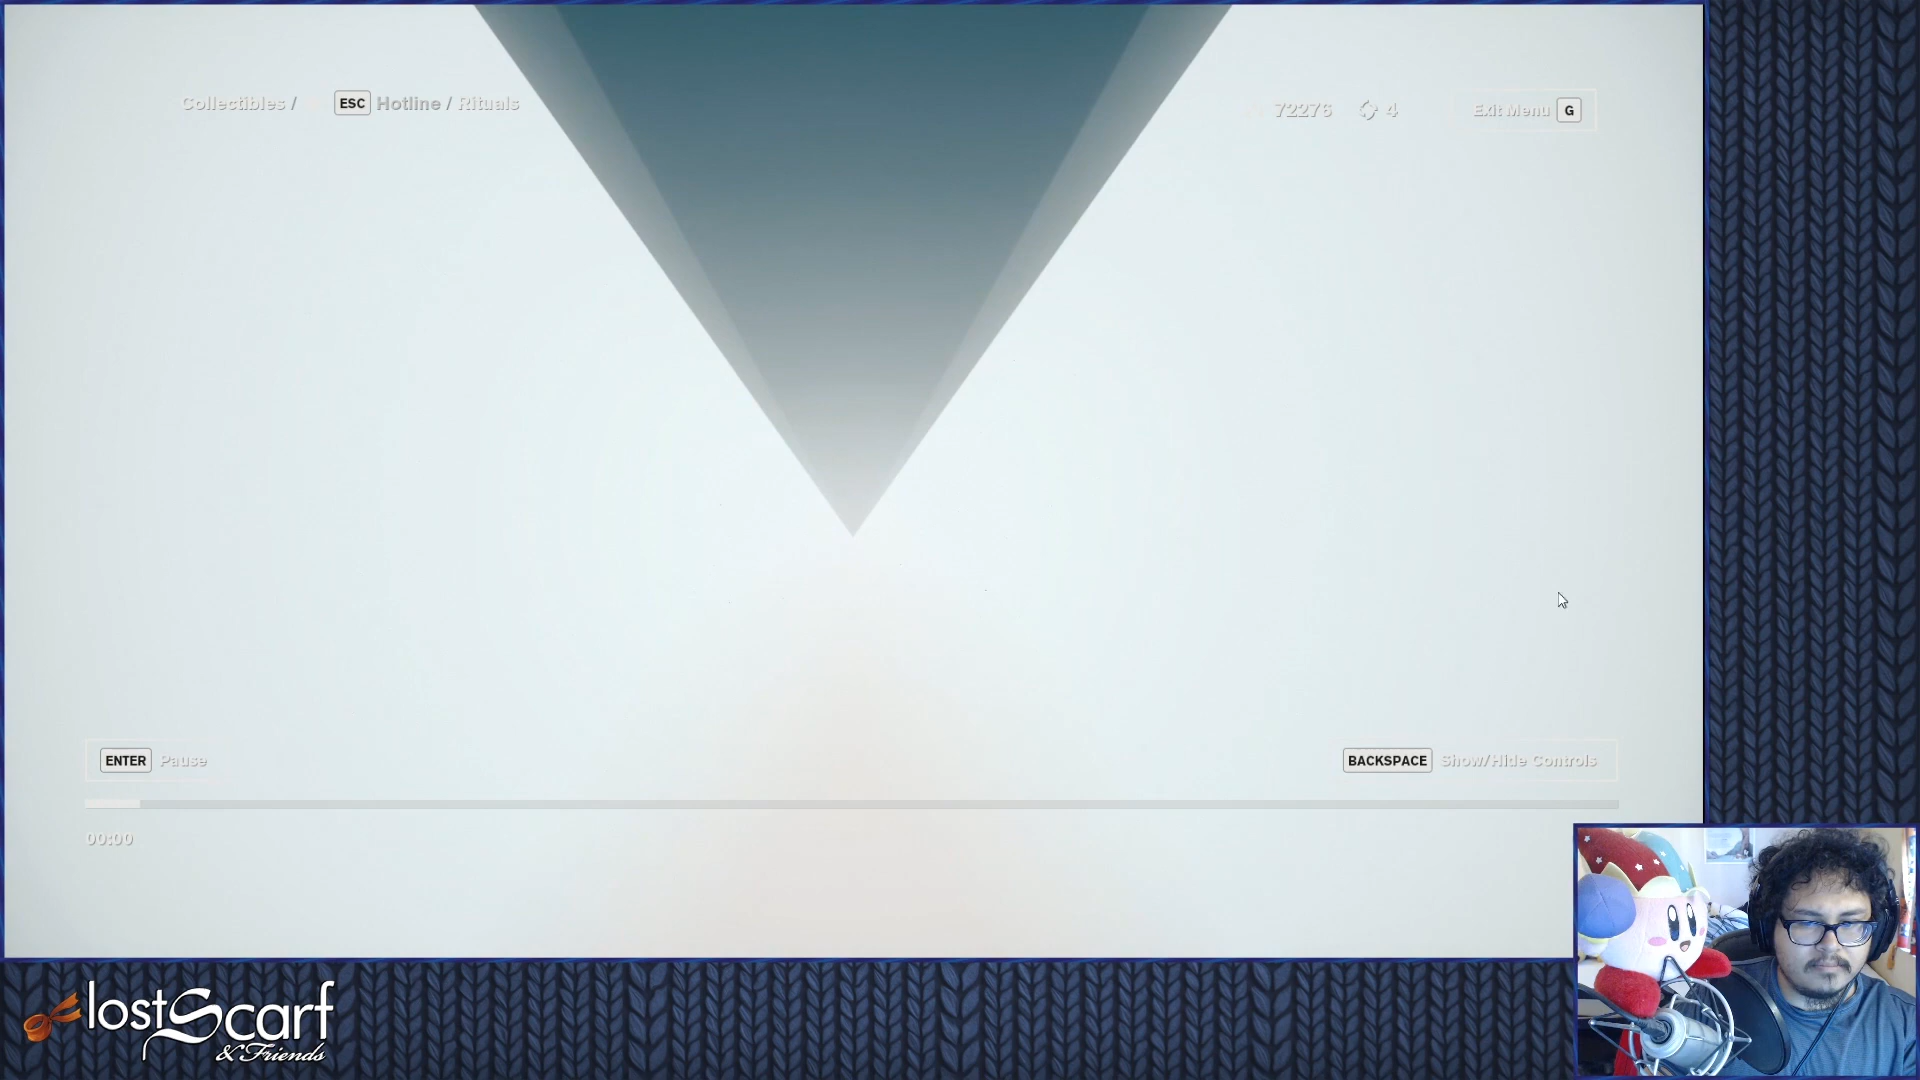 Collectibles / ESC Hotline / Rituals
72276 4 Exit Menu G
ENTER Pause
BACKSPACE Show/Hide Controls
00:00
lostScarf
& Friends